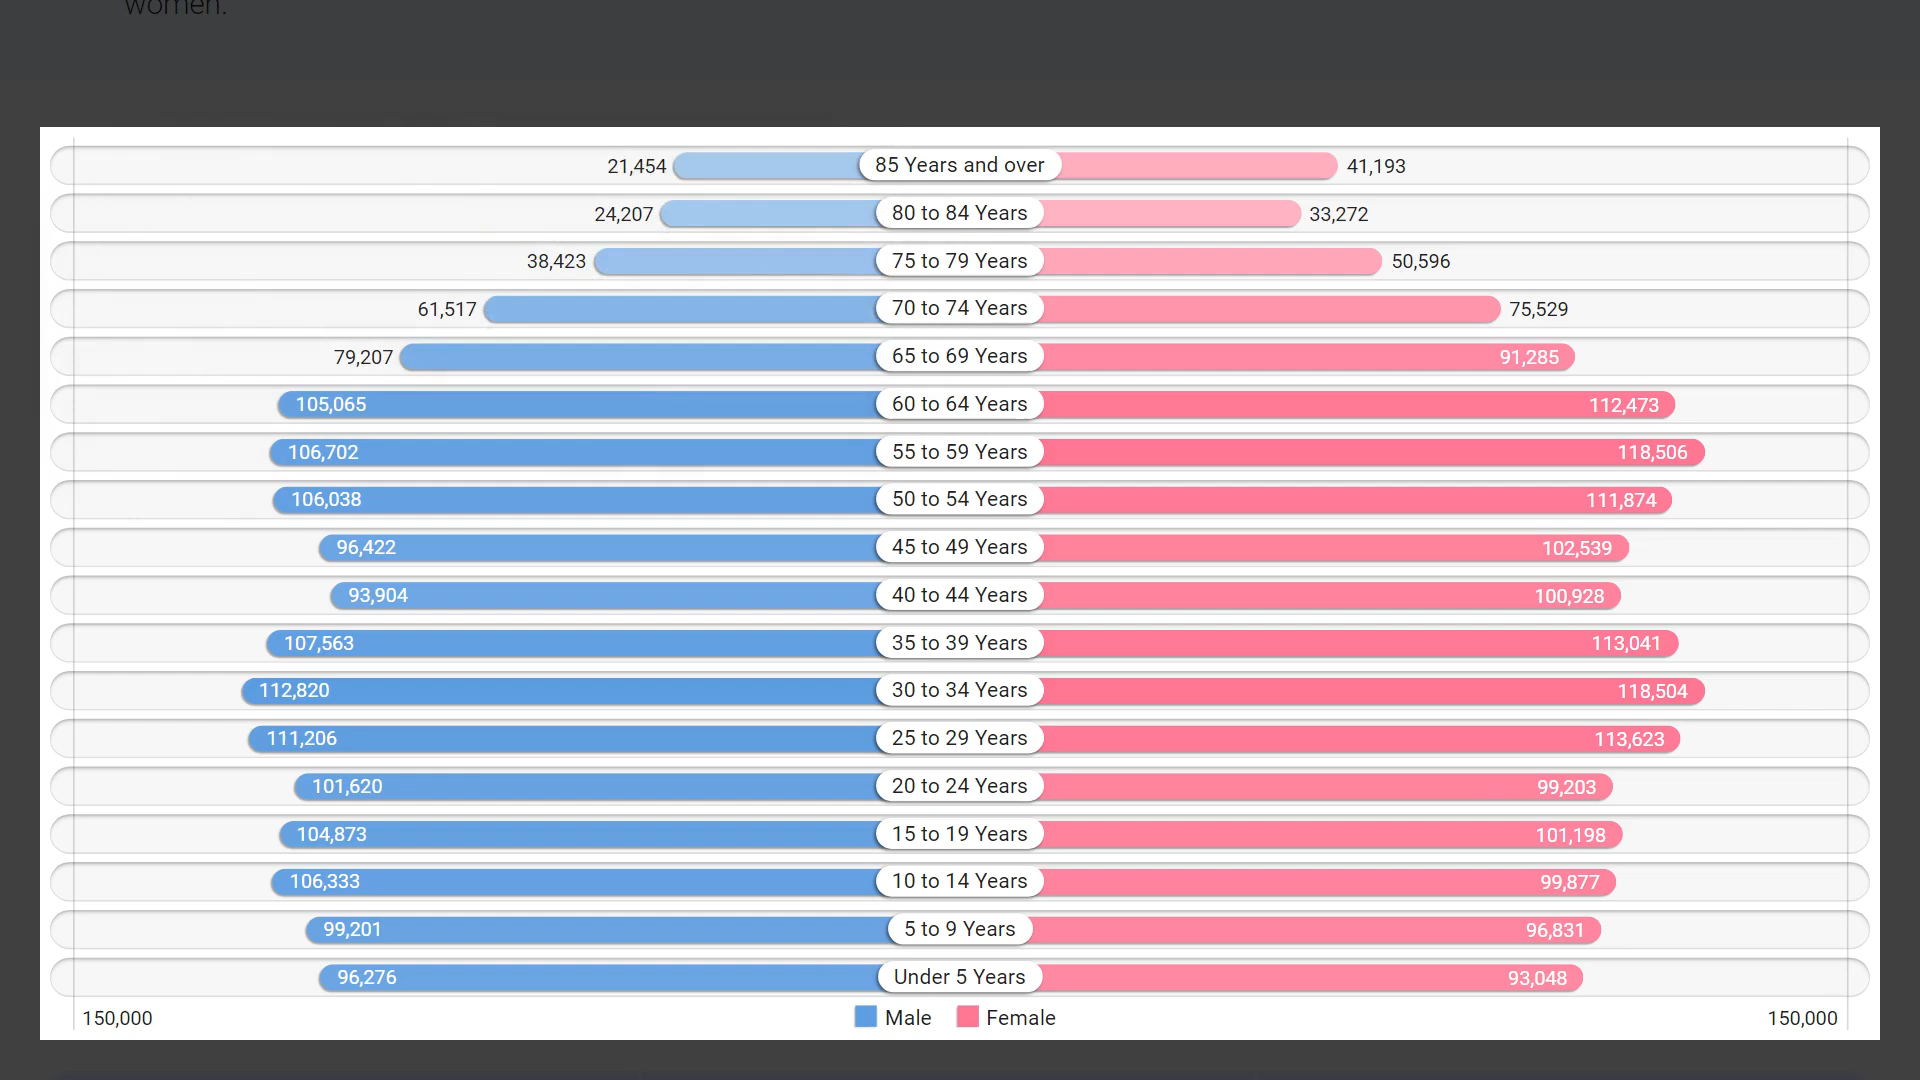 women.
21,454 85 Years and over 41,193
24,207 80 to 84 Years 33,272
38,423 75 to 79 Years 50,596
61,517 70 to 74 Years 75,529
79,207 65 to 69 Years 91,285
105,065 60 to 64 Years 112,473
106,702 55 to 59 Years 118,506
106,038 50 to 54 Years 111,874
96,422 45 to 49 Years 102,539
93,904 40 to 44 Years 100,928
107,563 35 to 39 Years 113,041
112,820 30 to 34 Years 118,504
111,206 25 to 29 Years 113,623
101,620 20 to 24 Years 99,203
104,873 15 to 19 Years 101,198
106,333 10 to 14 Years 99,877
99,201 5 to 9 Years 96,831
96,276 Under 5 Years 93,048
150,000 Male Female 150,000